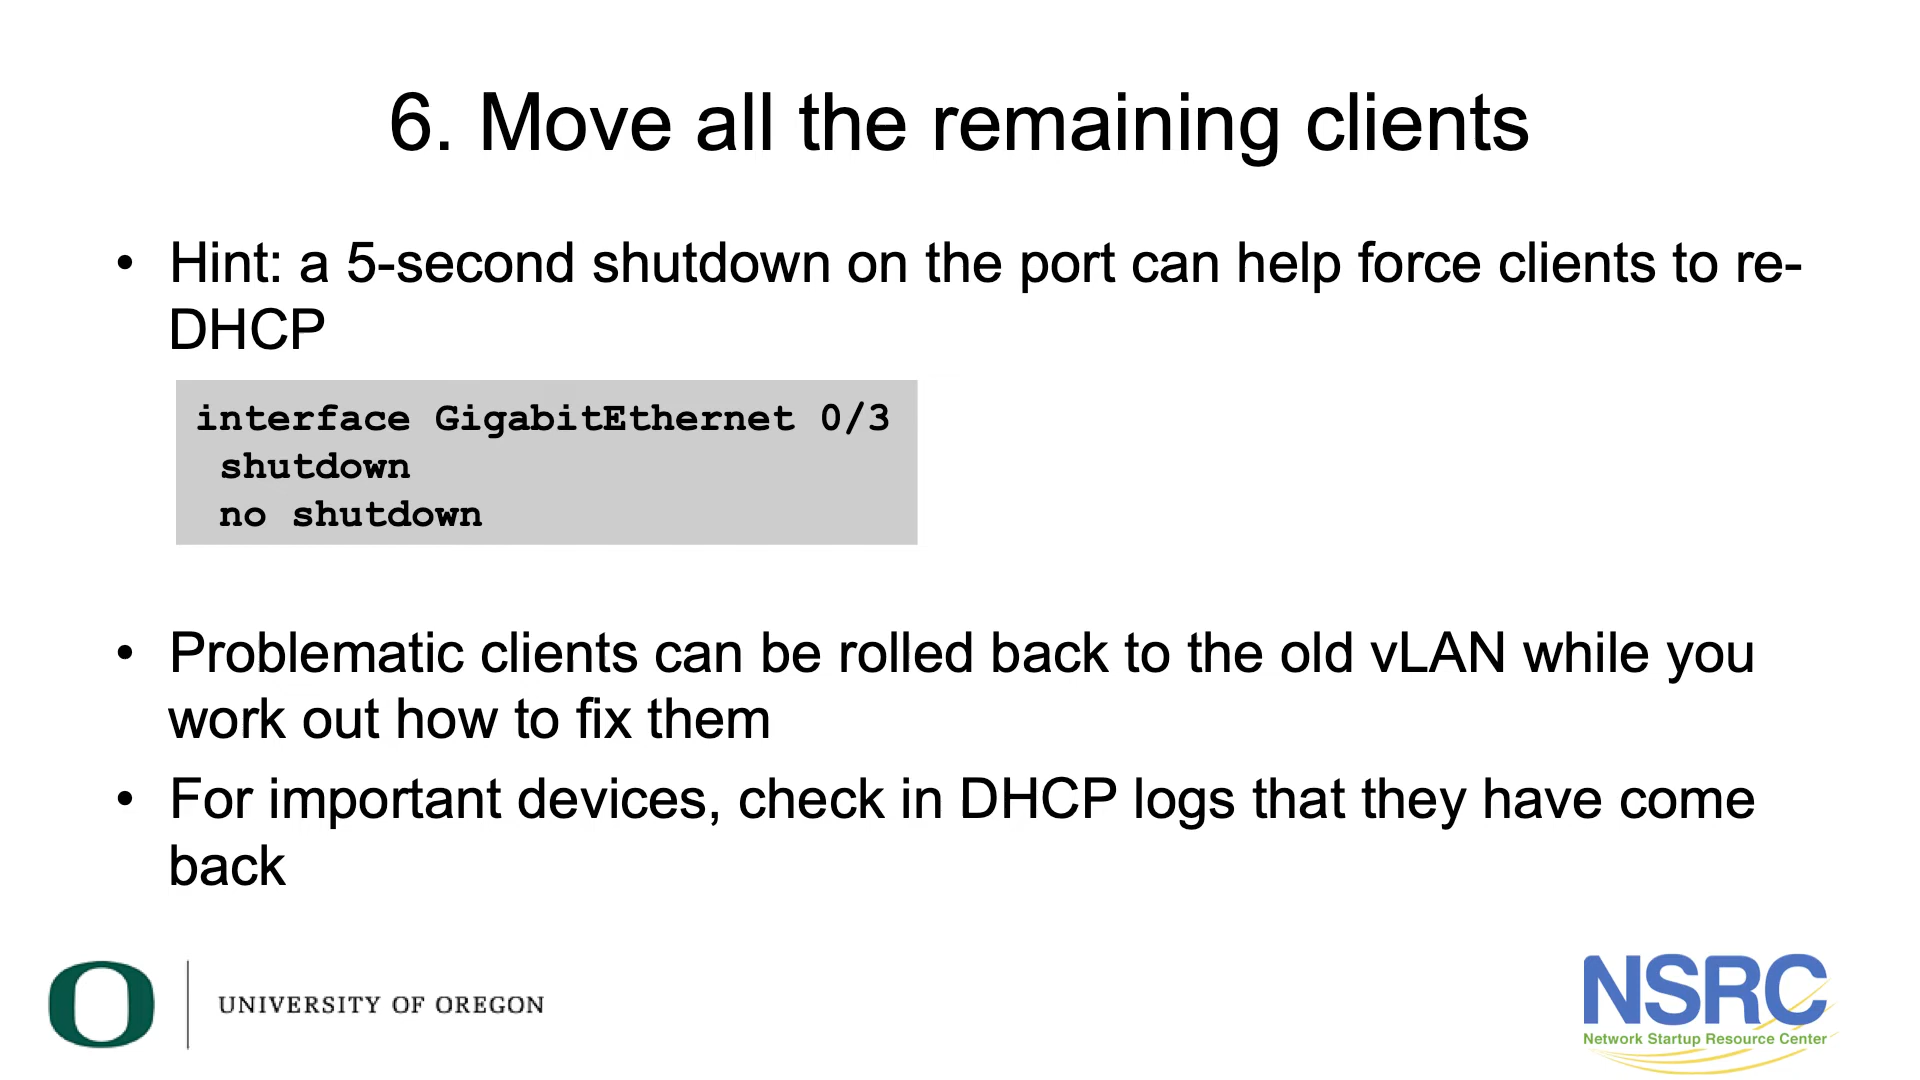 6. Move all the remaining clients
• Hint: a 5-second shutdown on the port can help force clients to re-
DHCP
interface GigabitEthernet 0/3
 shutdown
 no shutdown
• Problematic clients can be rolled back to the old vLAN while you
work out how to fix them
• For important devices, check in DHCP logs that they have come
back
O
UNIVERSITY OF OREGON
NSRC
Network Startup Resource Center